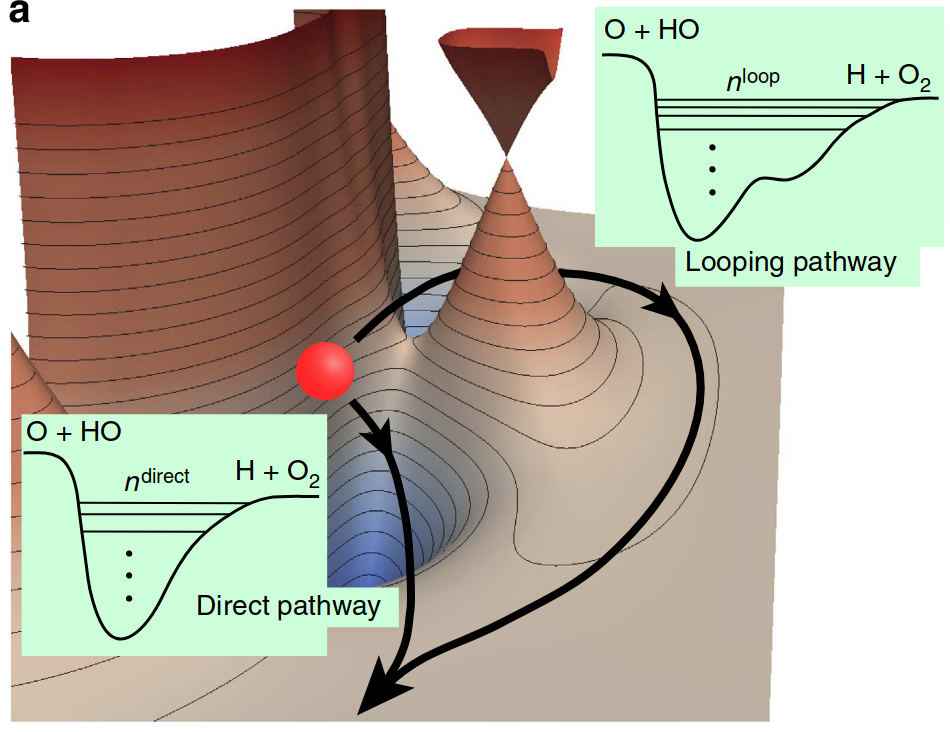 a
O + HO
n^loop
H + O₂
Looping pathway
O + HO
n^direct
H + O₂
Direct pathway